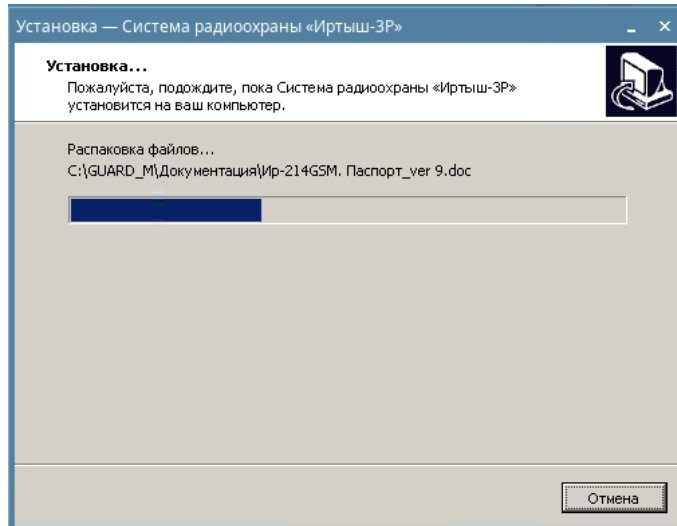 Установка — Система радиоохраны «Иртыш-3Р»
Установка...
Пожалуйста, подождите, пока Система радиоохраны «Иртыш-3Р»
установится на ваш компьютер.
Распаковка файлов...
C:\GUARD_M\Документация\Ир-214GSM. Паспорт_ver 9.doc
Отмена